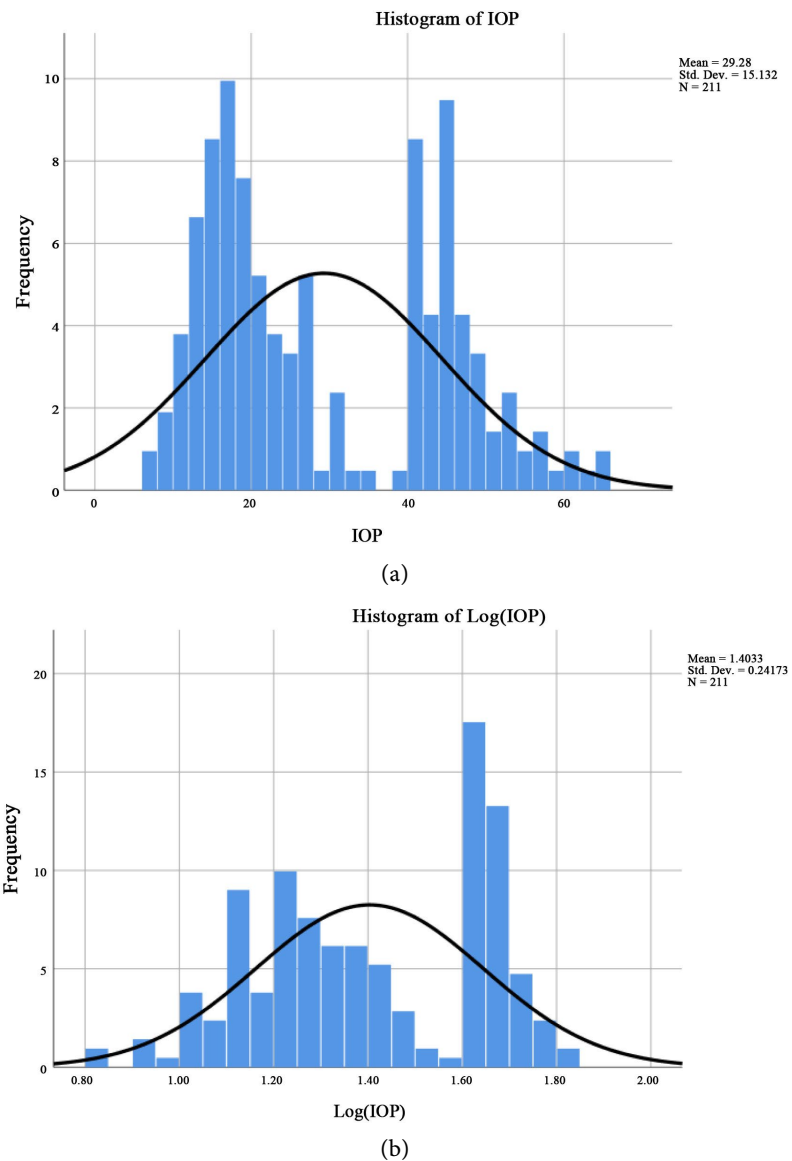 Histogram of IOP
Mean = 29.28
Std. Dev. = 15.132
N = 211
10
8
6
4
2
0
Frequency
0 20 40 60
IOP
(a)
Histogram of Log(IOP)
Mean = 1.4033
Std. Dev. = 0.24173
N = 211
20
15
10
5
0
Frequency
0.80 1.00 1.20 1.40 1.60 1.80 2.00
Log(IOP)
(b)